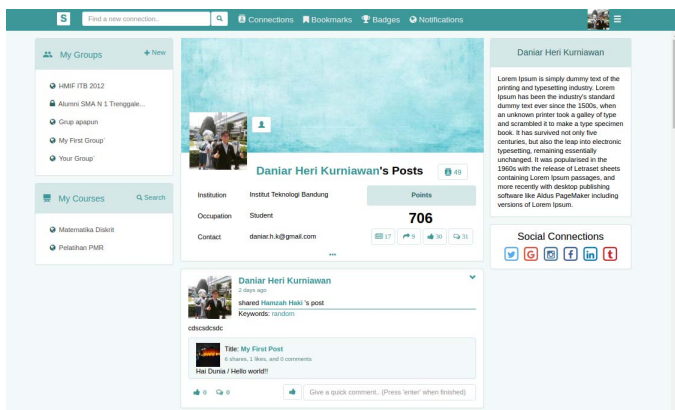 S Find a new connection.. Connections Bookmarks Badges Notifications
My Groups + New
HMIF ITB 2012
Alumni SMA N 1 Trenggale...
Grup apapun
My First Group`
Your Group`
My Courses Search
Matematika Diskrit
Pelatihan PMR
Daniar Heri Kurniawan's Posts 49
Institution Institut Teknologi Bandung
Points
Occupation Student
706
Contact daniar.h.k@gmail.com
17 9 30 31
...
Daniar Heri Kurniawan
2 days ago
shared Hamzah Haki 's post
Keywords: random
cdscsdcsdc
Title: My First Post
6 shares, 1 likes, and 0 comments
Hai Dunia / Hello world!!
0 0 Give a quick comment.. (Press 'enter' when finished)
Daniar Heri Kurniawan
Lorem Ipsum is simply dummy text of the
printing and typesetting industry. Lorem
Ipsum has been the industry's standard
dummy text ever since the 1500s, when
an unknown printer took a galley of type
and scrambled it to make a type specimen
book. It has survived not only five
centuries, but also the leap into electronic
typesetting, remaining essentially
unchanged. It was popularised in the
1960s with the release of Letraset sheets
containing Lorem Ipsum passages, and
more recently with desktop publishing
software like Aldus PageMaker including
versions of Lorem Ipsum.
Social Connections